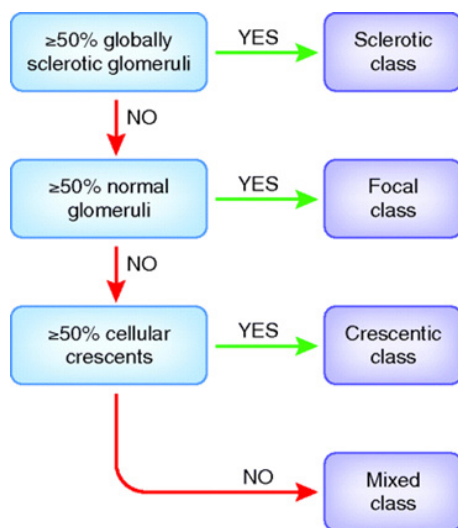 ≥50% globally
sclerotic glomeruli
YES
Sclerotic
class
NO
≥50% normal
glomeruli
YES
Focal
class
NO
≥50% cellular
crescents
YES
Crescentic
class
NO
Mixed
class